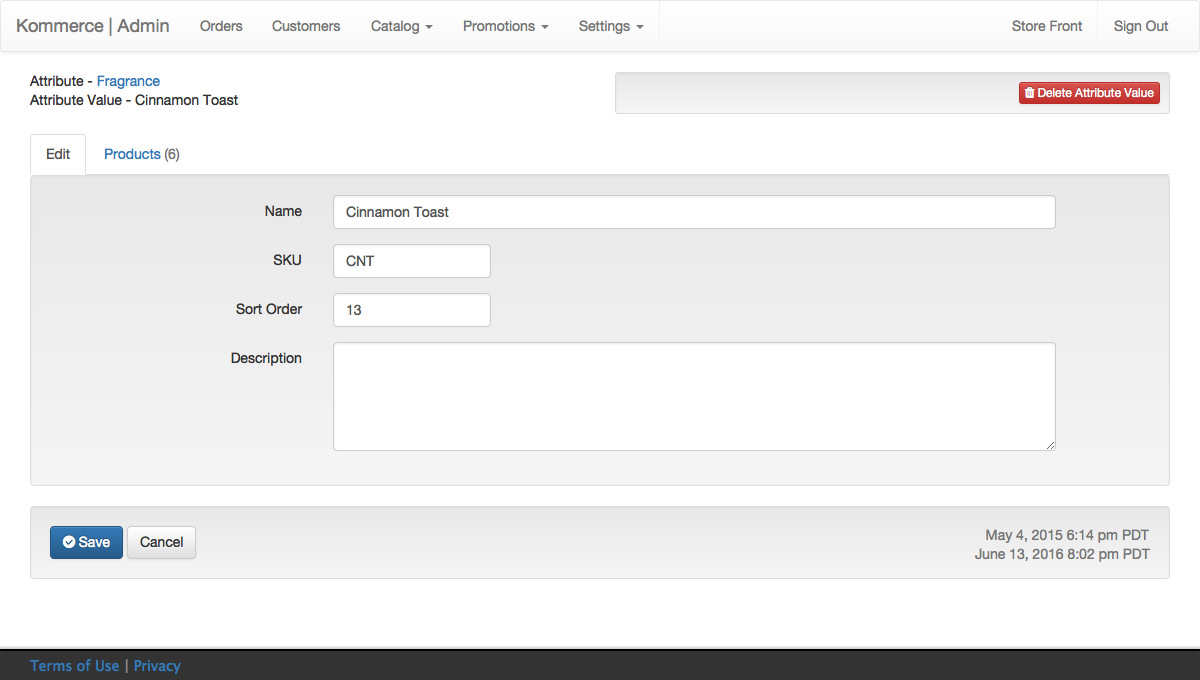 Kommerce | Admin Orders Customers Catalog Promotions Settings Store Front Sign Out
Attribute - Fragrance
Attribute Value - Cinnamon Toast
Delete Attribute Value
Edit Products (6)
Name Cinnamon Toast
SKU CNT
Sort Order 13
Description
Save Cancel
May 4, 2015 6:14 pm PDT
June 13, 2016 8:02 pm PDT
Terms of Use | Privacy